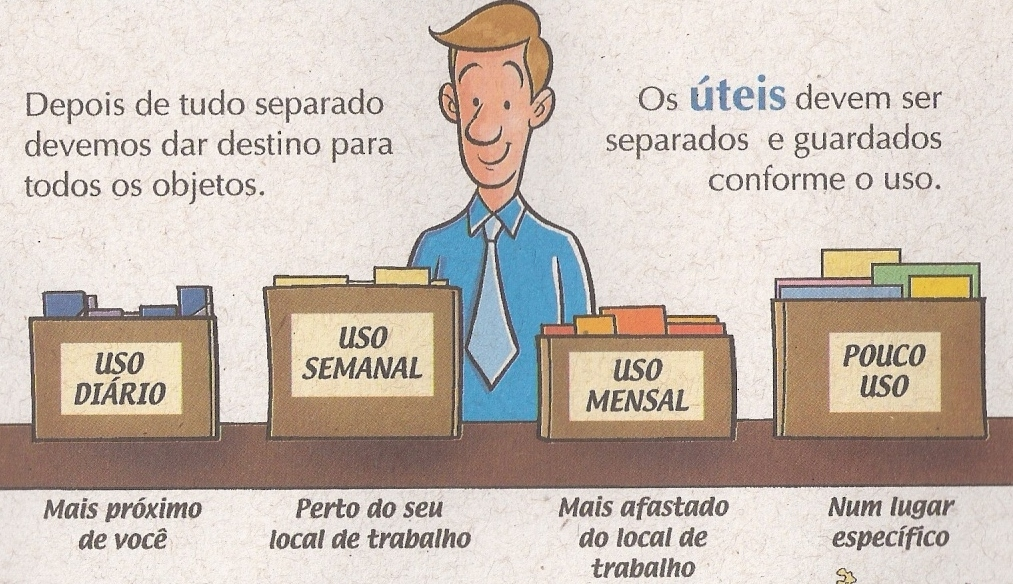 Depois de tudo separado
devemos dar destino para
todos os objetos.
Os úteis devem ser
separados e guardados
conforme o uso.
USO
DIÁRIO
USO
SEMANAL
USO
MENSAL
POUCO
USO
Mais próximo
de você
Perto do seu
local de trabalho
Mais afastado
do local de
trabalho
Num lugar
específico